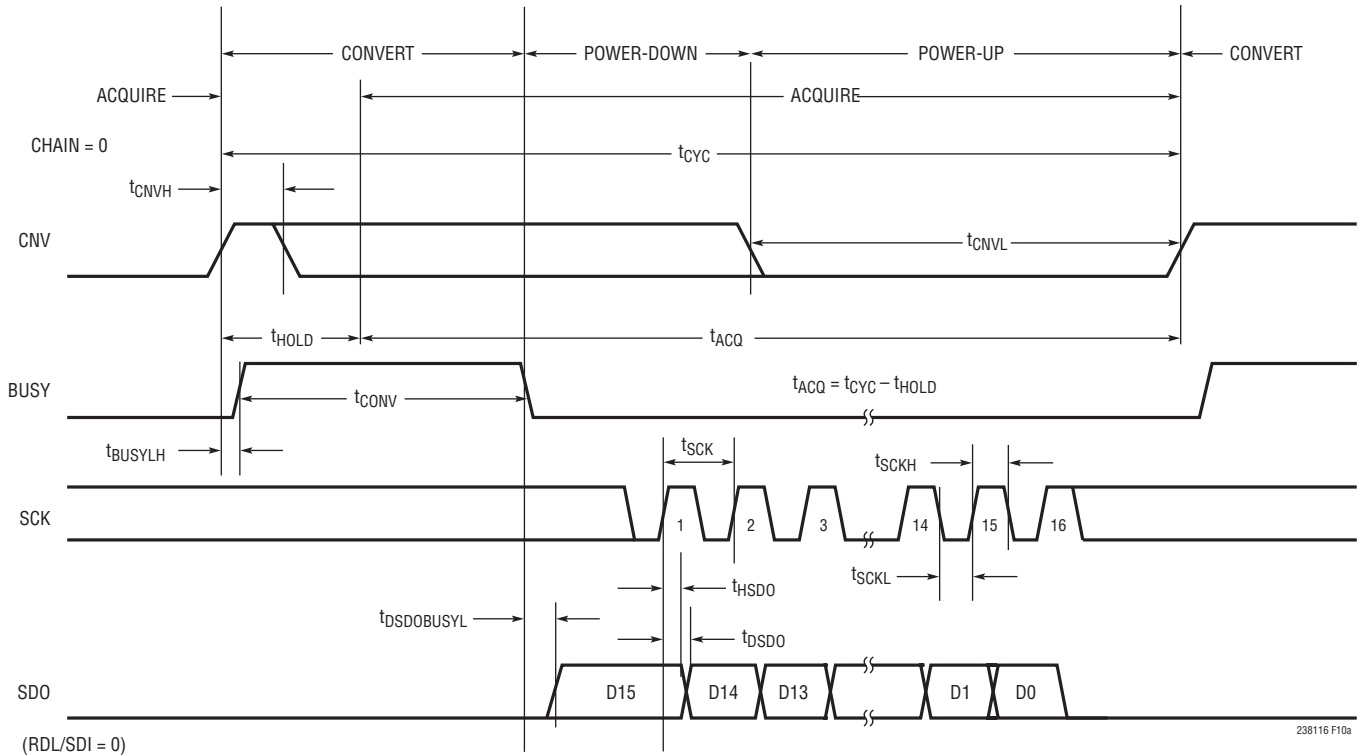 CONVERT POWER-DOWN POWER-UP CONVERT
ACQUIRE ACQUIRE
CHAIN = 0
tCYC
tCNVH
CNV
tCNVL
tHOLD tACQ
BUSY
tCONV
tACQ = tCYC – tHOLD
tBUSYLH
tSCK
tSCKH
SCK
1 2 3 14 15 16
tHSDO
tSCKL
tDSDOBUSYL
tDSDO
SDO
D15 D14 D13 D1 D0
(RDL/SDI = 0)
238116 F10a